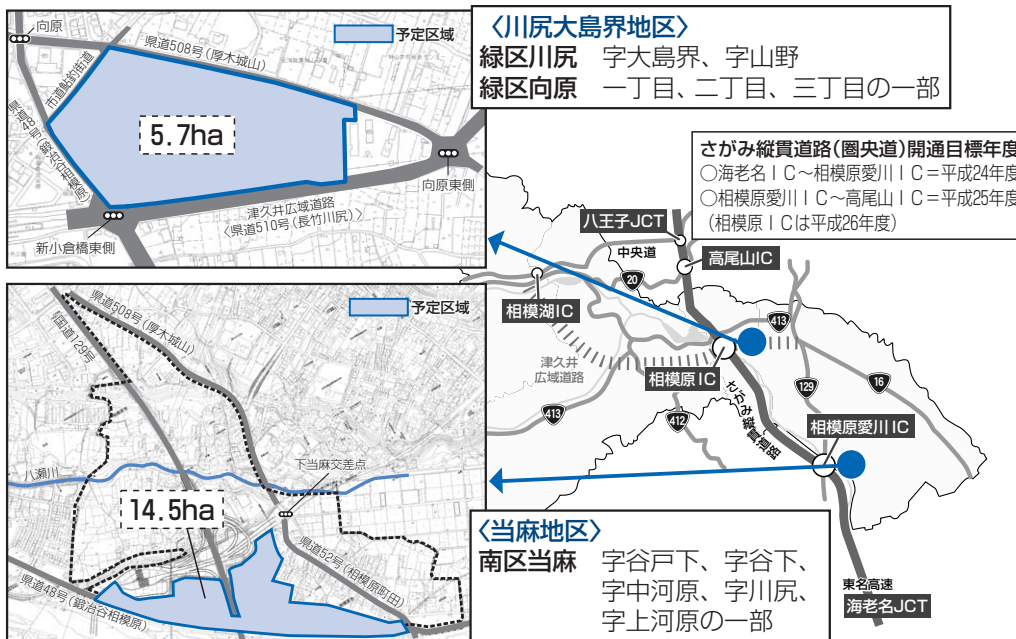 向原
県道508号(厚木城山)
予定区域
市道鮎釣街道
県道48号(鍛冶谷相模原)
5.7ha
向原東側
津久井広域道路
〈県道510号(長竹川尻)〉
新小倉橋東側
〈川尻大島界地区〉
緑区川尻 字大島界、字山野
緑区向原 一丁目、二丁目、三丁目の一部
さがみ縦貫道路(圏央道)開通目標年度
○海老名IC~相模原愛川IC=平成24年度
○相模原愛川IC~高尾山IC=平成25年度
(相模原ICは平成26年度)
八王子JCT
中央道
高尾山IC
20
相模湖IC
413
津久井
広域道路
相模原IC
さがみ縦貫道路
129
16
413
412
相模原愛川IC
東名高速
海老名JCT
予定区域
県道508号(厚木城山)
国道129号
八瀬川
下当麻交差点
14.5ha
県道52号(相模原町田)
県道48号(鍛冶谷相模原)
〈当麻地区〉
南区当麻 字谷戸下、字谷下、
字中河原、字川尻、
字上河原の一部